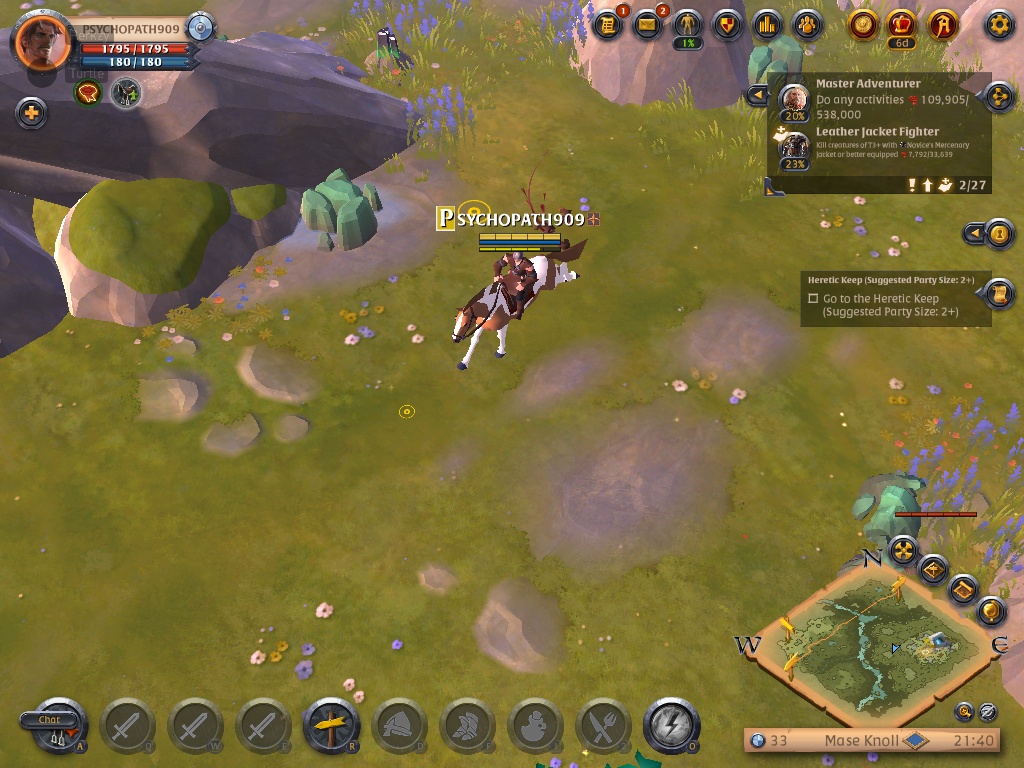 PSYCHOPATH909
1795 / 1795
180 / 180
Turtle
1
2
1%
6d
Master Adventurer
Do any activities 109,905/
538,000
20%
Leather Jacket Fighter
Kill creatures of T3+ with Novice's Mercenary
Jacket or better equipped 7,792/33,639
23%
2/27
PSYCHOPATH909
Heretic Keep (Suggested Party Size: 2+)
Go to the Heretic Keep
(Suggested Party Size: 2+)
N
W
E
Chat
A
Q
W
E
R
D
F
O
33
Mase Knoll
21:40